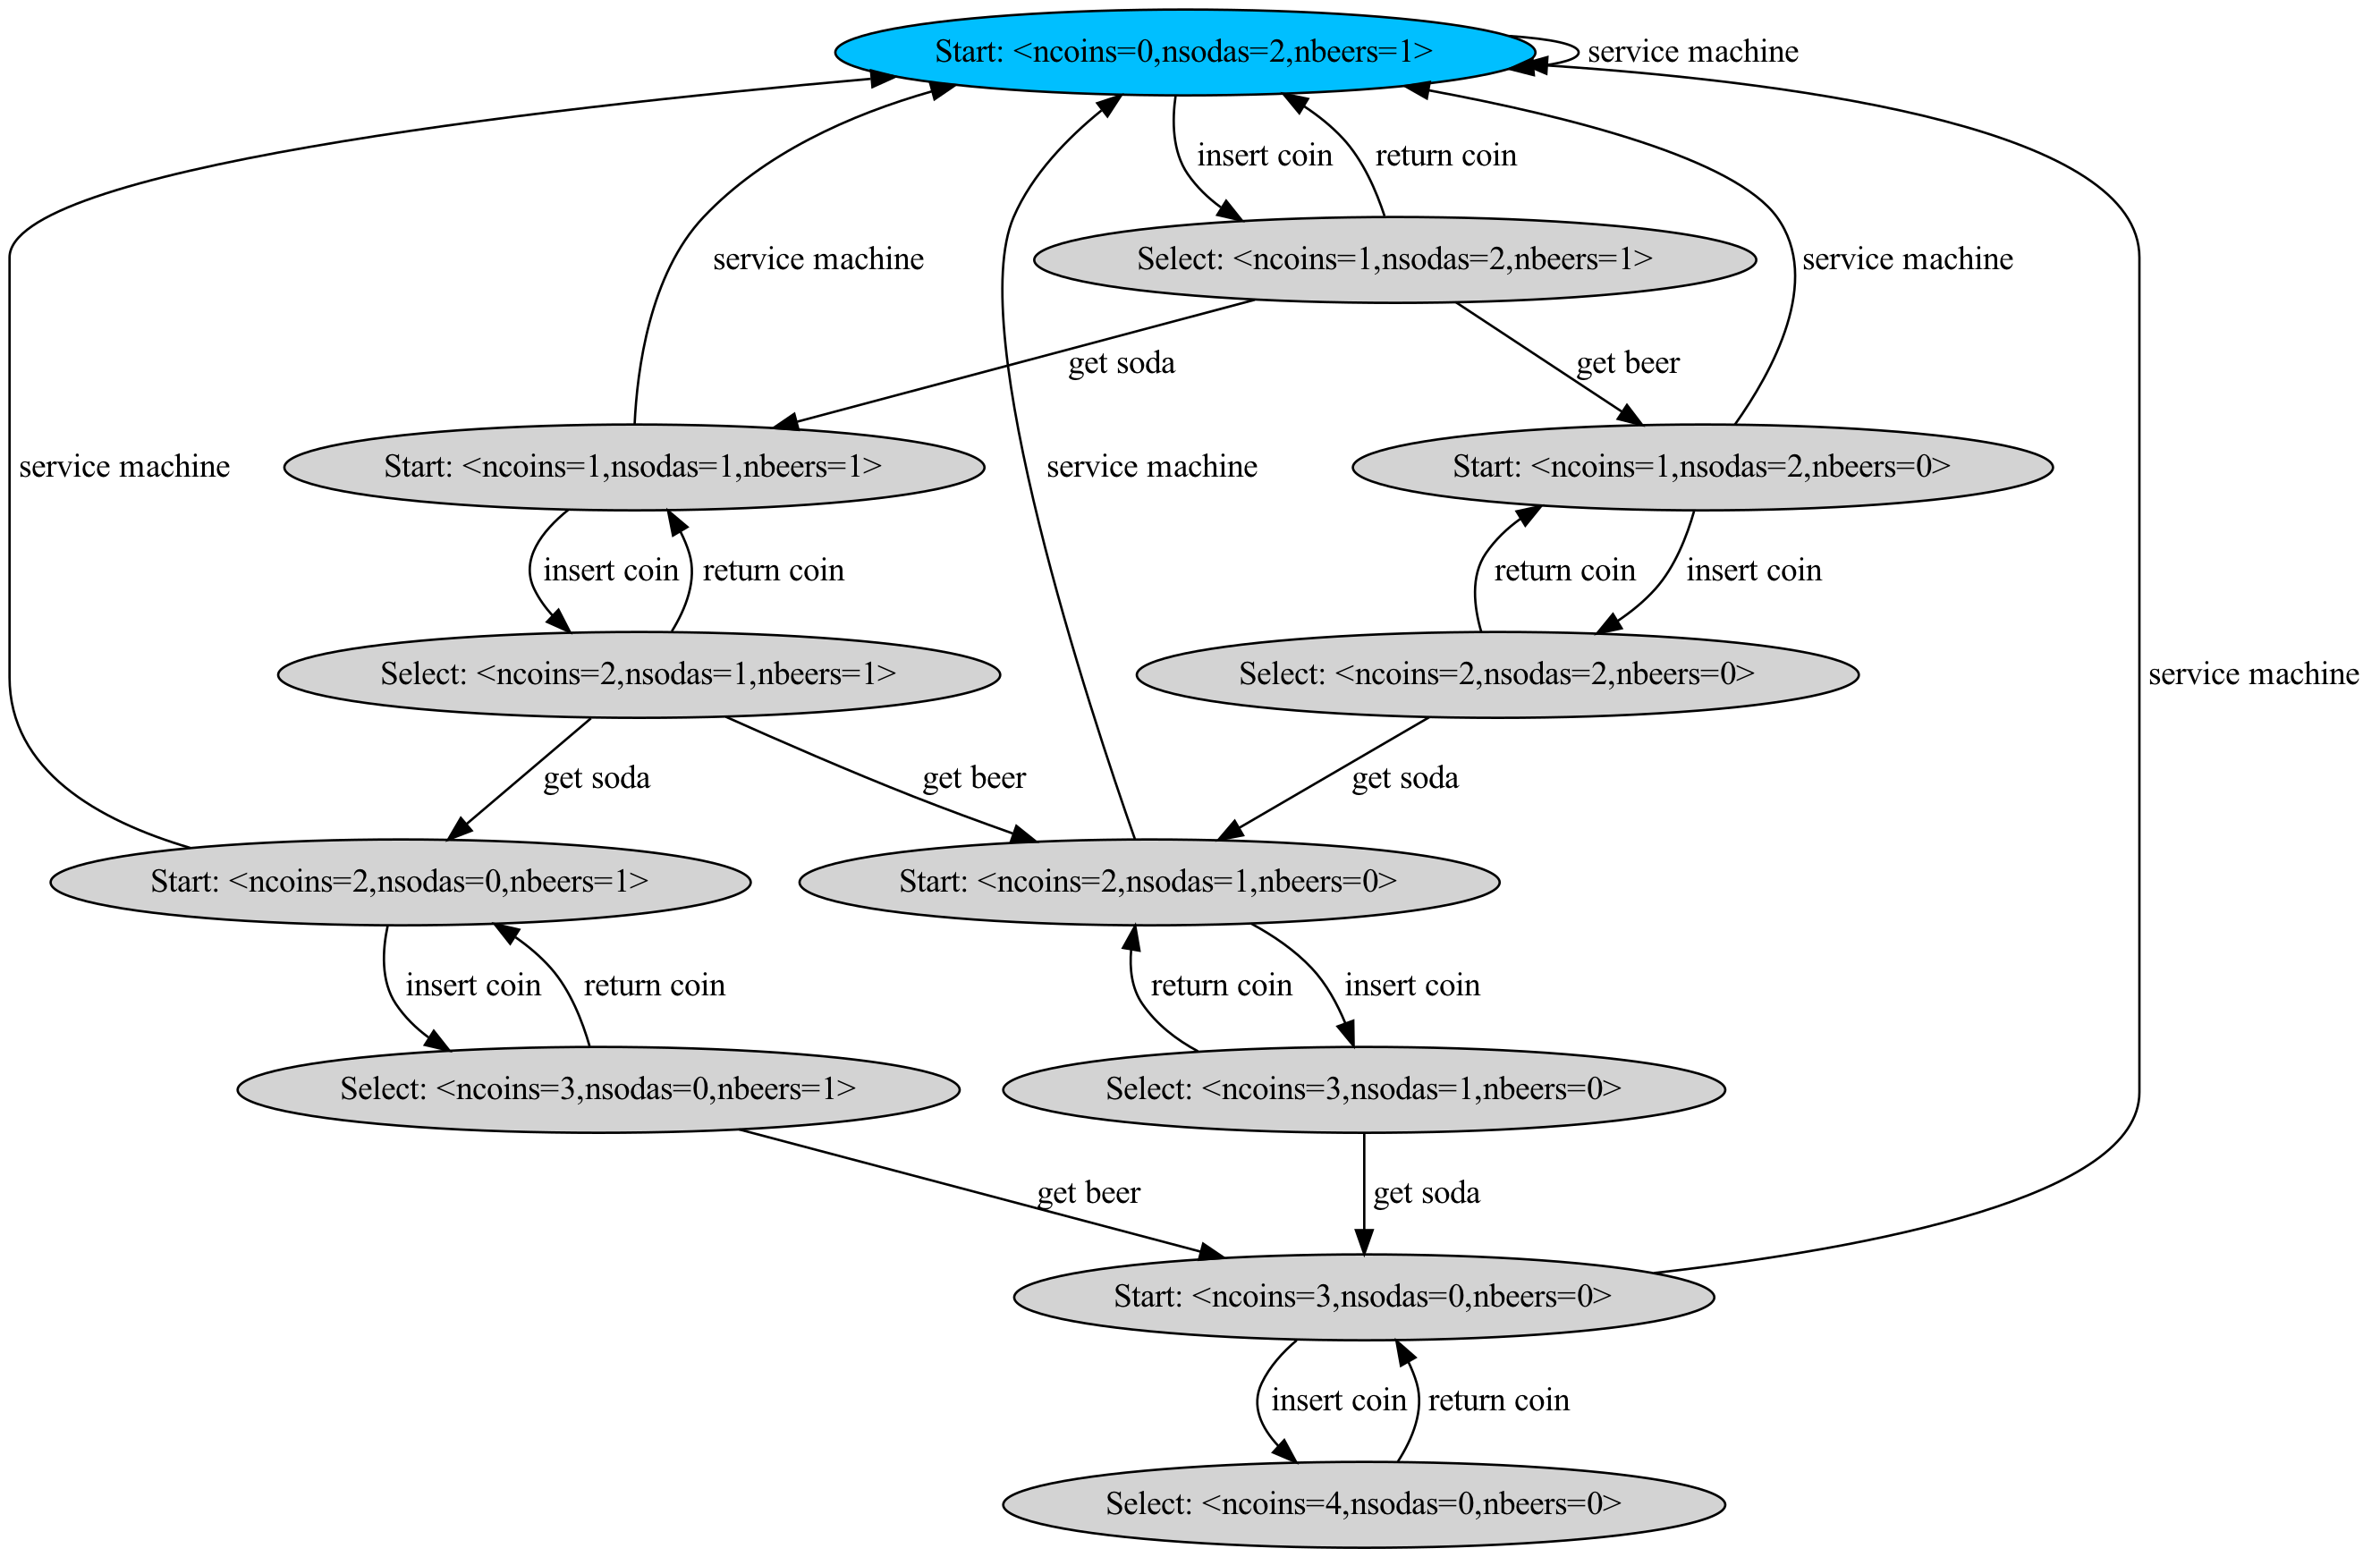 Start: <ncoins=0,nsodas=2,nbeers=1>
service machine
insert coin
return coin
Select: <ncoins=1,nsodas=2,nbeers=1>
service machine
service machine
get soda
get beer
service machine
Start: <ncoins=1,nsodas=1,nbeers=1>
service machine
Start: <ncoins=1,nsodas=2,nbeers=0>
insert coin
return coin
return coin
insert coin
Select: <ncoins=2,nsodas=1,nbeers=1>
Select: <ncoins=2,nsodas=2,nbeers=0>
service machine
get soda
get beer
get soda
Start: <ncoins=2,nsodas=0,nbeers=1>
Start: <ncoins=2,nsodas=1,nbeers=0>
insert coin
return coin
return coin
insert coin
Select: <ncoins=3,nsodas=0,nbeers=1>
Select: <ncoins=3,nsodas=1,nbeers=0>
get beer
get soda
Start: <ncoins=3,nsodas=0,nbeers=0>
insert coin
return coin
Select: <ncoins=4,nsodas=0,nbeers=0>